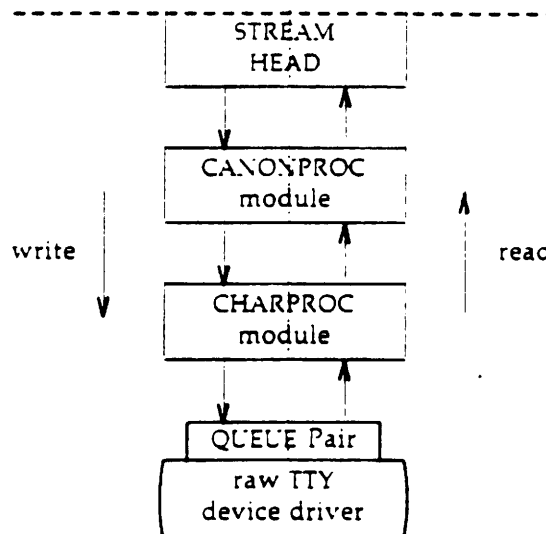 STREAM
HEAD
CANONPROC
module
write
read
CHARPROC
module
QUEUE Pair
raw TTY
device driver